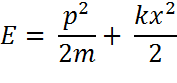 E = p²/2m + kx²/2